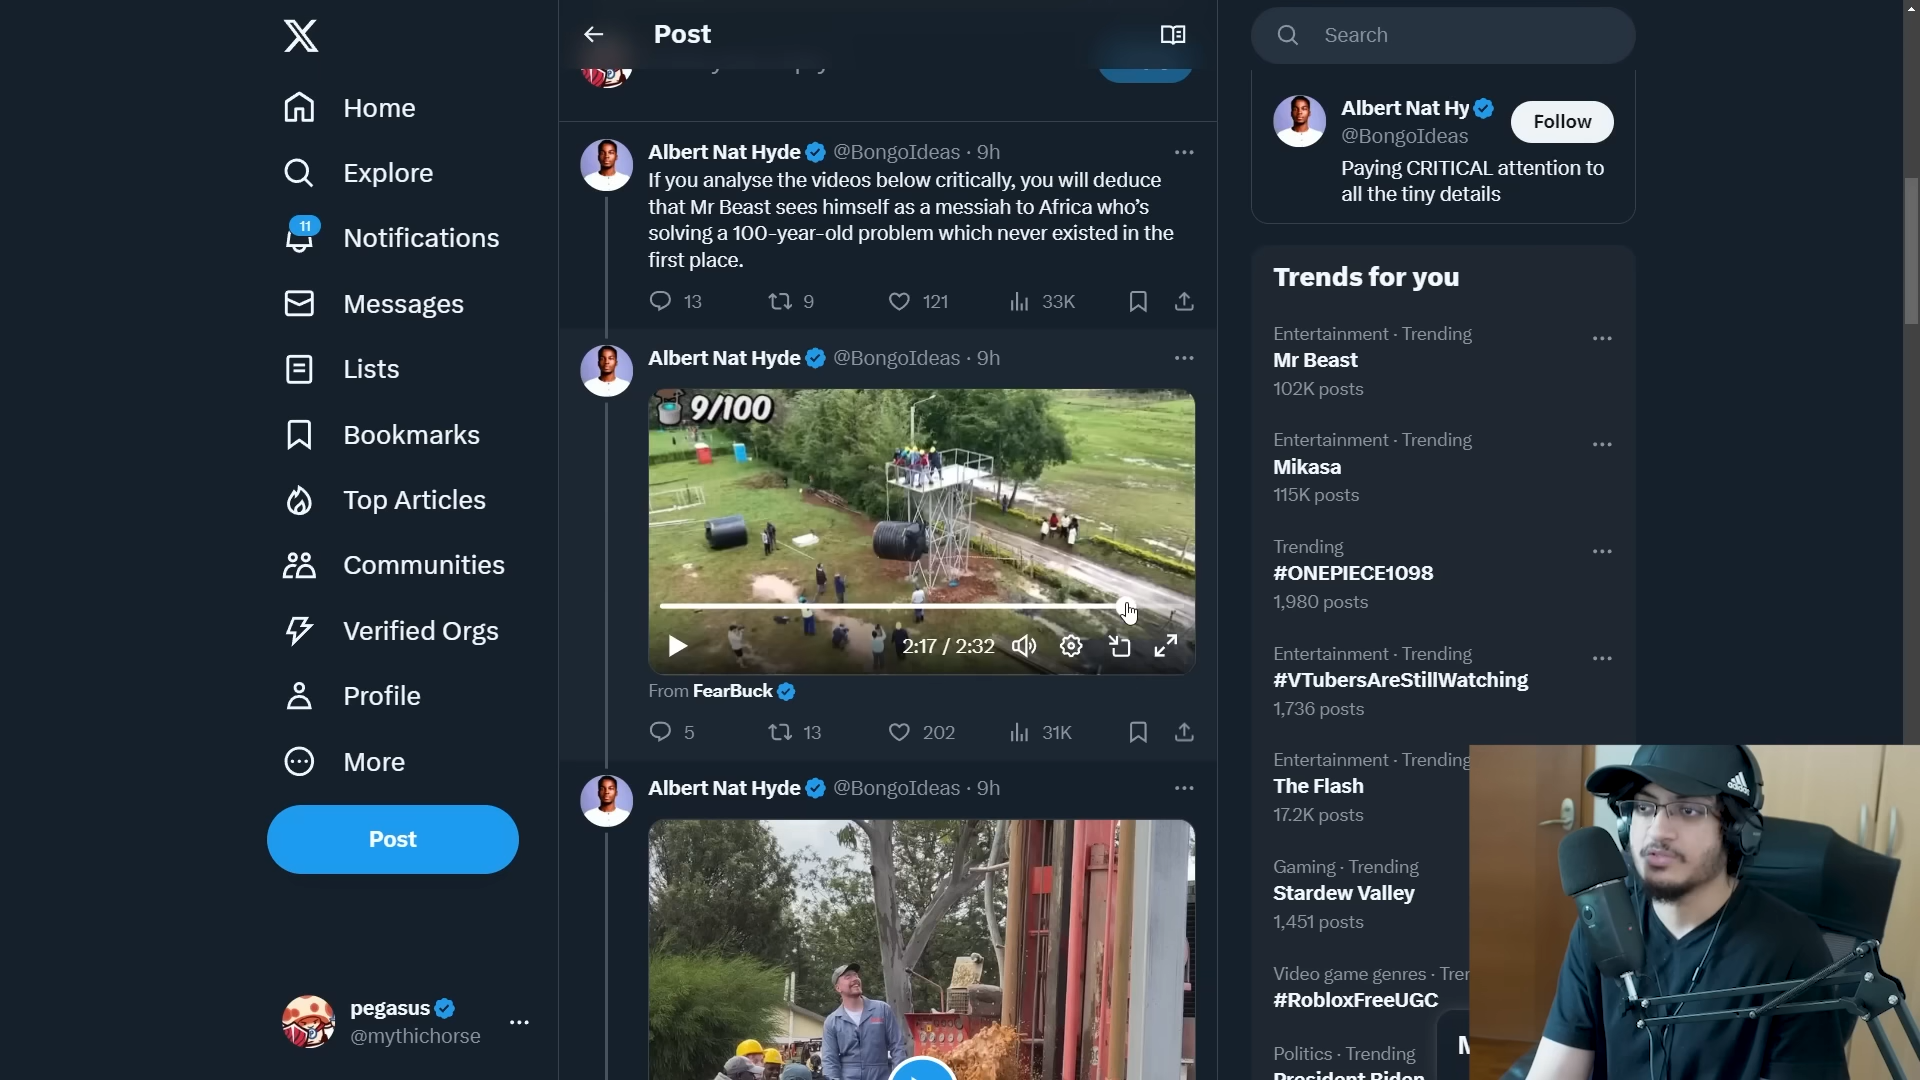 X
Home
Explore
11
Notifications
Messages
Lists
Bookmarks
Top Articles
Communities
Verified Orgs
Profile
More
Post
pegasus
@mythichorse
Post
Albert Nat Hyde @BongoIdeas · 9h
If you analyse the videos below critically, you will deduce
that Mr Beast sees himself as a messiah to Africa who's
solving a 100-year-old problem which never existed in the
first place.
13 9 121 33K
Albert Nat Hyde @BongoIdeas · 9h
9/100
2:17 / 2:32
From FearBuck
5 13 202 31K
Albert Nat Hyde @BongoIdeas · 9h
Search
Albert Nat Hy
@BongoIdeas
Follow
Paying CRITICAL attention to
all the tiny details
Trends for you
Entertainment · Trending
Mr Beast
102K posts
Entertainment · Trending
Mikasa
115K posts
Trending
#ONEPIECE1098
1,980 posts
Entertainment · Trending
#VTubersAreStillWatching
1,736 posts
Entertainment · Trending
The Flash
17.2K posts
Gaming · Trending
Stardew Valley
1,451 posts
Video game genres · Trer
#RobloxFreeUGC
Politics · Trending
President Biden
adidas